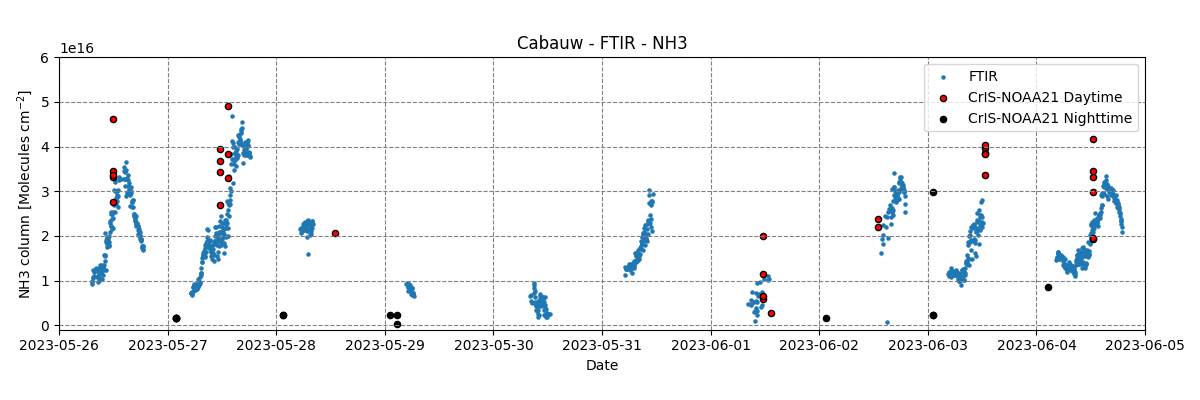 Cabauw - FTIR - NH3
1e16
6
5
4
3
2
1
0
NH3 column [Molecules cm⁻²]
FTIR
CrIS-NOAA21 Daytime
CrIS-NOAA21 Nighttime
2023-05-26 2023-05-27 2023-05-28 2023-05-29 2023-05-30 2023-05-31 2023-06-01 2023-06-02 2023-06-03 2023-06-04 2023-06-05
Date